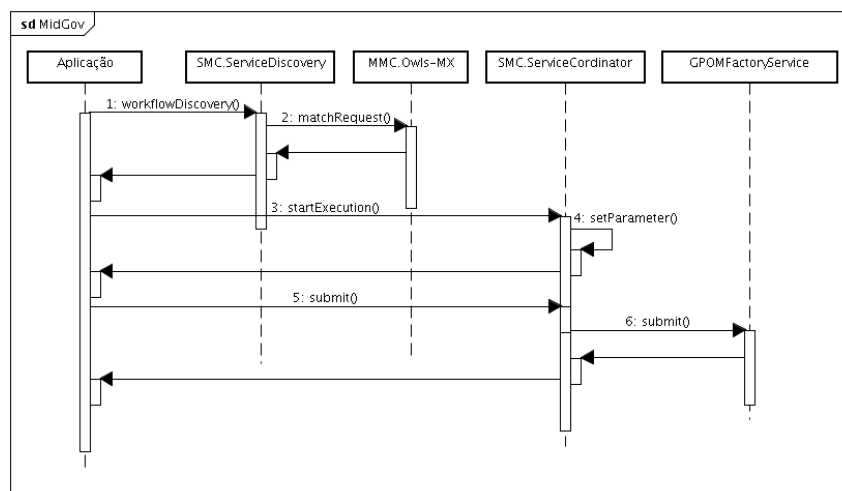 sd MidGov
Aplicação
SMC.ServiceDiscovery
MMC.Owls-MX
SMC.ServiceCordinator
GPOMFactoryService
1: workflowDiscovery()
2: matchRequest()
3: startExecution()
4: setParameter()
5: submit()
6: submit()